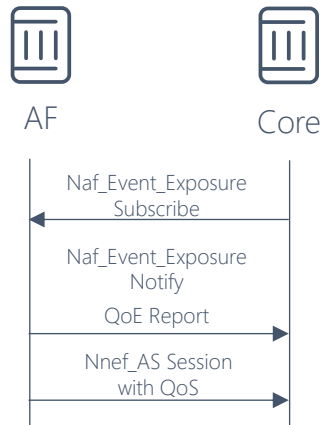 AF
Core
Naf_Event_Exposure
Subscribe
Naf_Event_Exposure
Notify
QoE Report
Nnef_AS Session
with QoS